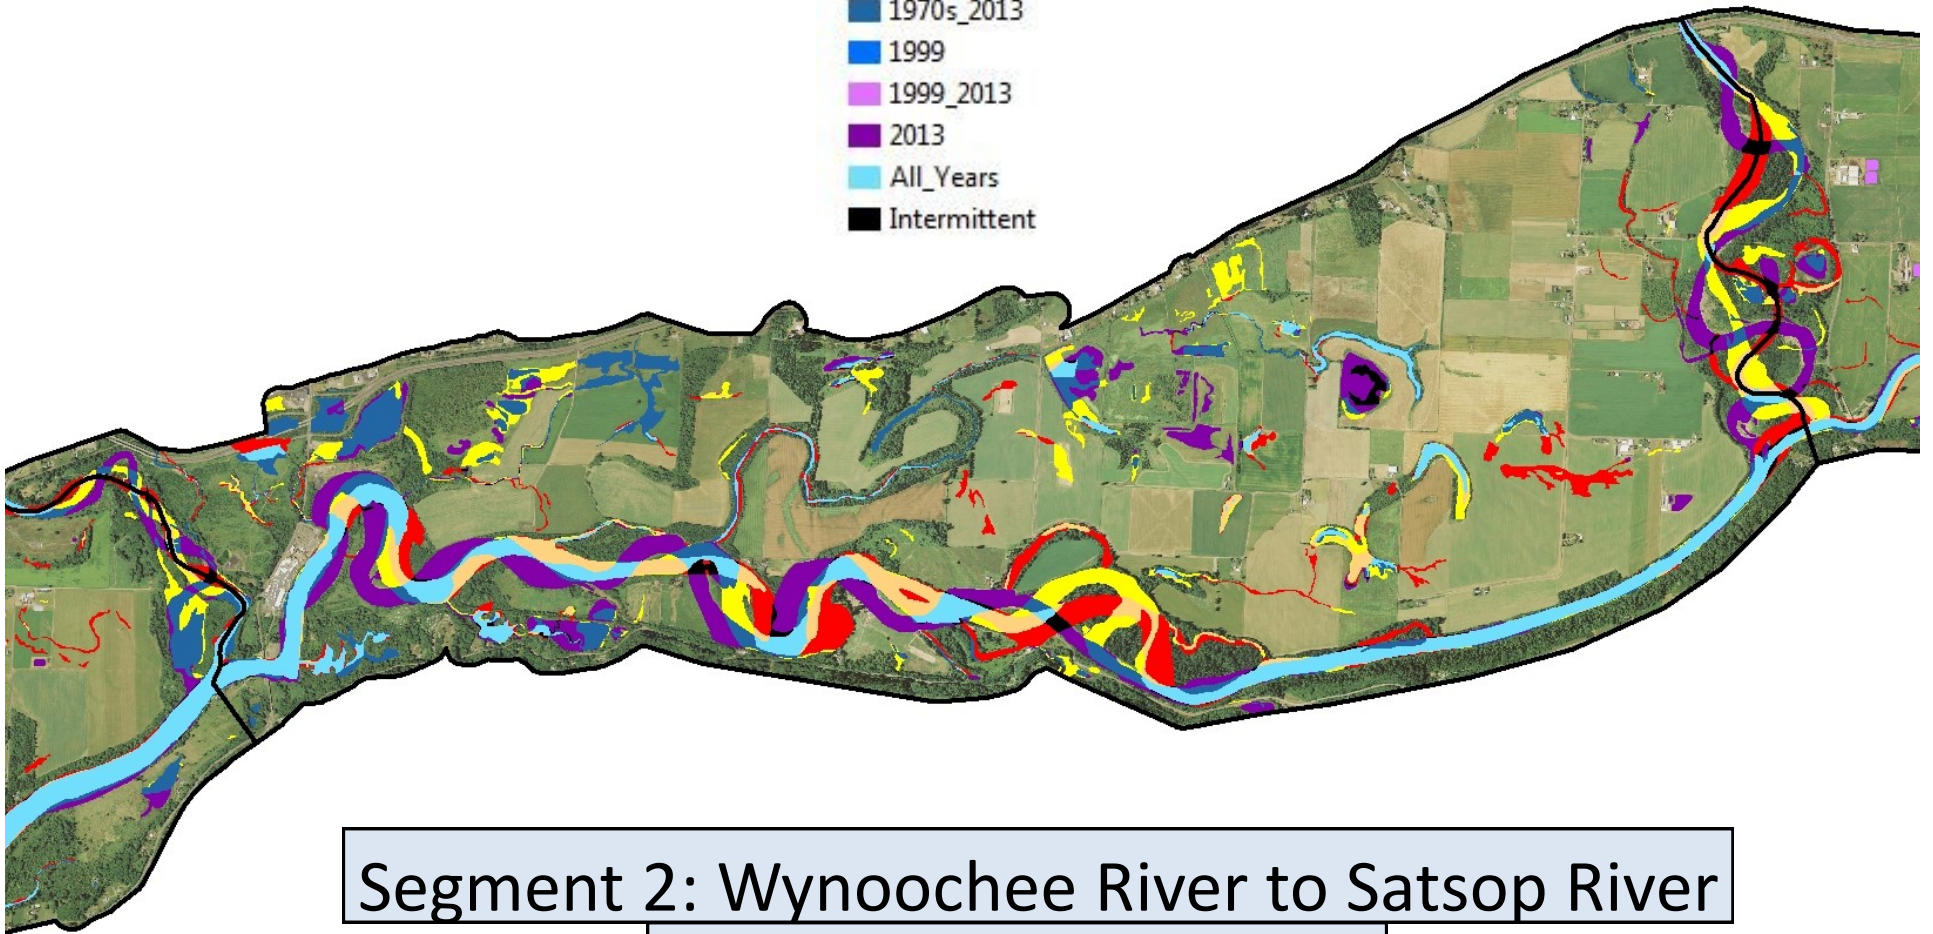 1970s_2013
1999
1999_2013
2013
All_Years
Intermittent
Segment 2: Wynoochee River to Satsop River